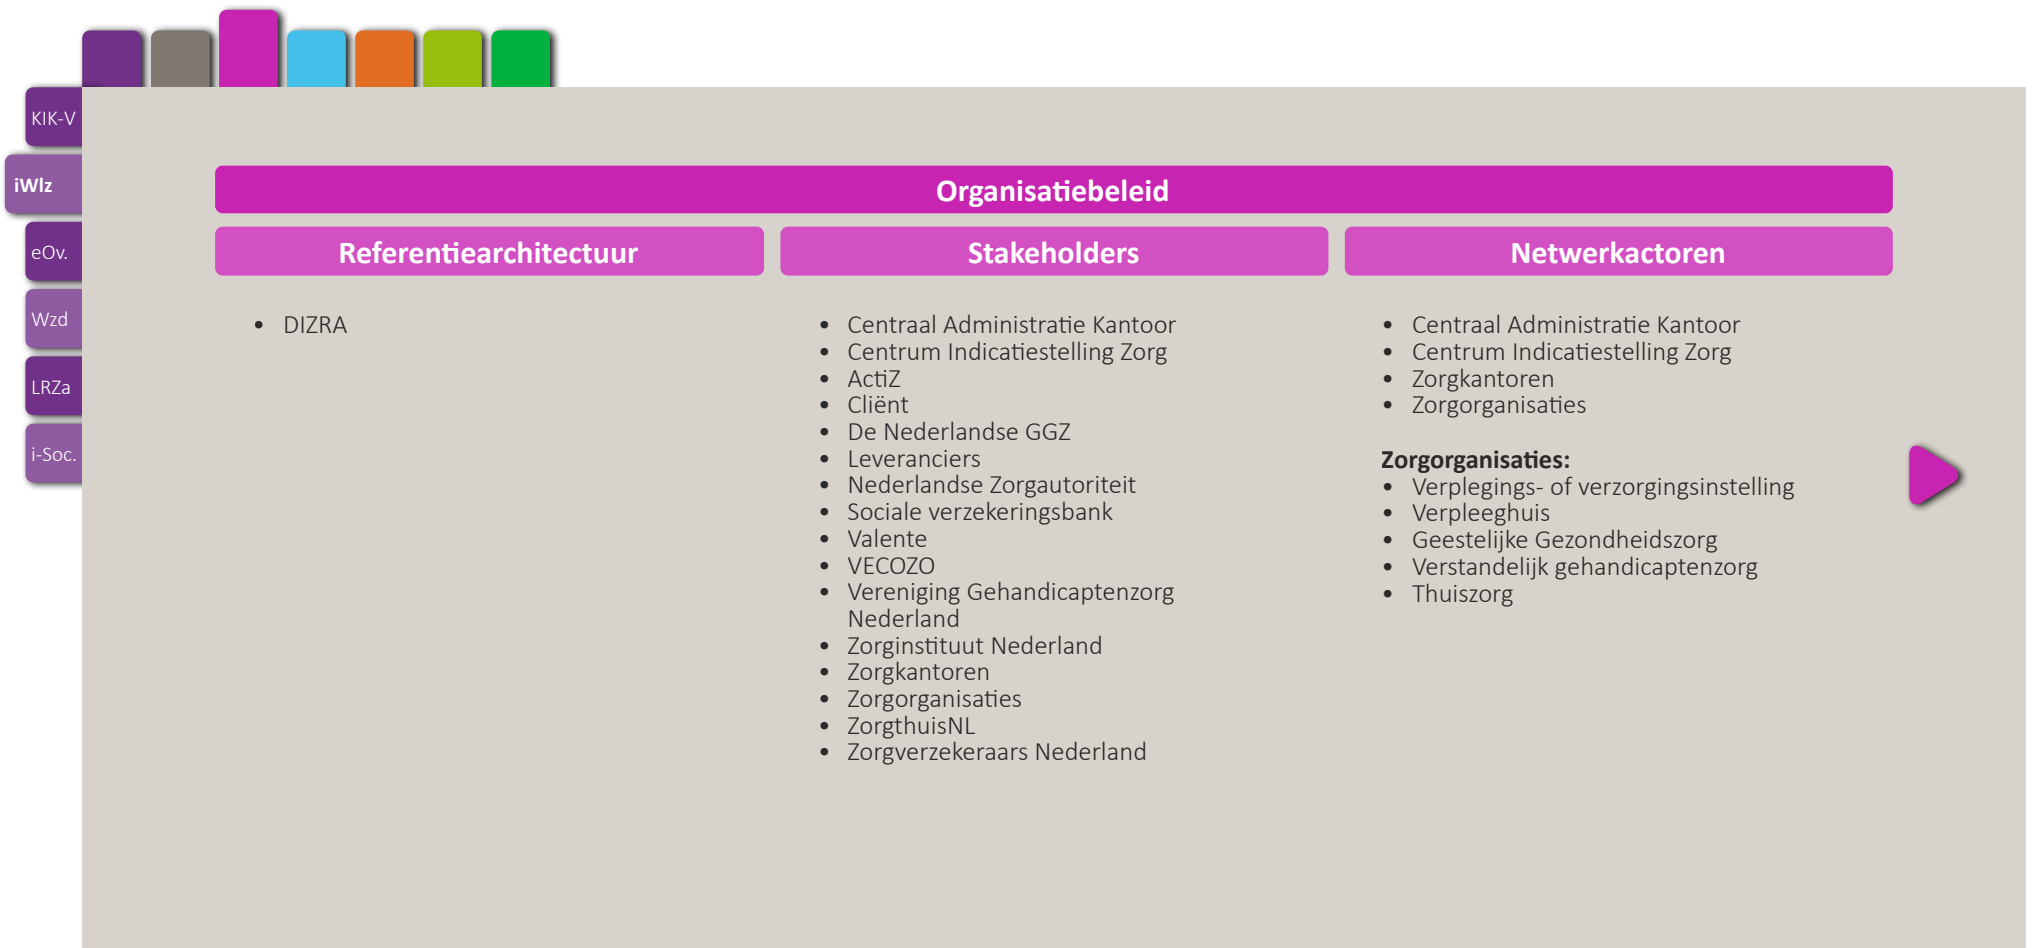 KIK-V
iWlz
eOv.
Wzd
LRZa
i-Soc.
Organisatiebeleid
Referentiearchitectuur
• DIZRA
Stakeholders
• Centraal Administratie Kantoor
• Centrum Indicatiestelling Zorg
• ActiZ
• Cliënt
• De Nederlandse GGZ
• Leveranciers
• Nederlandse Zorgautoriteit
• Sociale verzekeringsbank
• Valente
• VECOZO
• Vereniging Gehandicaptenzorg
Nederland
• Zorginstituut Nederland
• Zorgkantoren
• Zorgorganisaties
• ZorgthuisNL
• Zorgverzekeraars Nederland
Netwerkactoren
• Centraal Administratie Kantoor
• Centrum Indicatiestelling Zorg
• Zorgkantoren
• Zorgorganisaties
Zorgorganisaties:
• Verplegings- of verzorgingsinstelling
• Verpleeghuis
• Geestelijke Gezondheidszorg
• Verstandelijk gehandicaptenzorg
• Thuiszorg